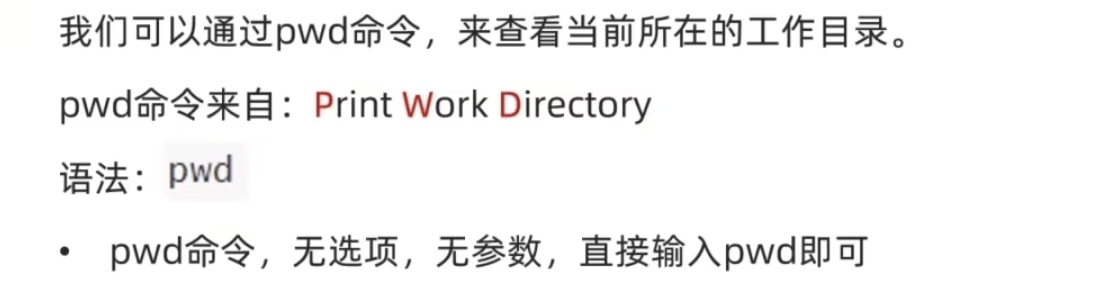 我们可以通过pwd命令，来查看当前所在的工作目录。
pwd命令来自：Print Work Directory
语法：pwd
• pwd命令，无选项，无参数，直接输入pwd即可